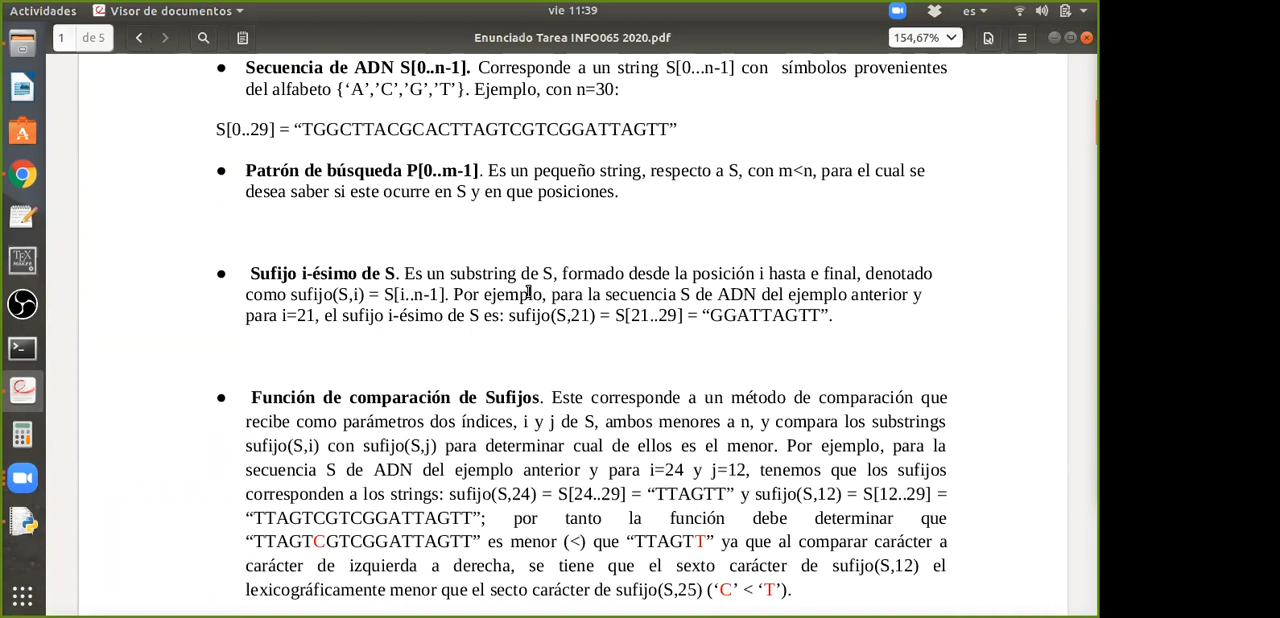 Actividades Visor de documentos vie 11:39 es
1 de 5 Enunciado Tarea INFO065 2020.pdf 154,67%
● Secuencia de ADN S[0..n-1]. Corresponde a un string S[0...n-1] con símbolos provenientes
del alfabeto {‘A’,’C’,’G’,’T’}. Ejemplo, con n=30:
S[0..29] = “TGGCTTACGCACTTAGTCGTCGGATTAGTT”
● Patrón de búsqueda P[0..m-1]. Es un pequeño string, respecto a S, con m<n, para el cual se
desea saber si este ocurre en S y en que posiciones.
● Sufijo i-ésimo de S. Es un substring de S, formado desde la posición i hasta e final, denotado
como sufijo(S,i) = S[i..n-1]. Por ejemplo, para la secuencia S de ADN del ejemplo anterior y
para i=21, el sufijo i-ésimo de S es: sufijo(S,21) = S[21..29] = “GGATTAGTT”.
● Función de comparación de Sufijos. Este corresponde a un método de comparación que
recibe como parámetros dos índices, i y j de S, ambos menores a n, y compara los substrings
sufijo(S,i) con sufijo(S,j) para determinar cual de ellos es el menor. Por ejemplo, para la
secuencia S de ADN del ejemplo anterior y para i=24 y j=12, tenemos que los sufijos
corresponden a los strings: sufijo(S,24) = S[24..29] = “TTAGTT” y sufijo(S,12) = S[12..29] =
“TTAGTCGTCGGATTAGTT”; por tanto la función debe determinar que
“TTAGTCGTCGGATTAGTT” es menor (<) que “TTAGTT” ya que al comparar carácter a
carácter de izquierda a derecha, se tiene que el sexto carácter de sufijo(S,12) el
lexicográficamente menor que el secto carácter de sufijo(S,25) (‘C’ < ‘T’).